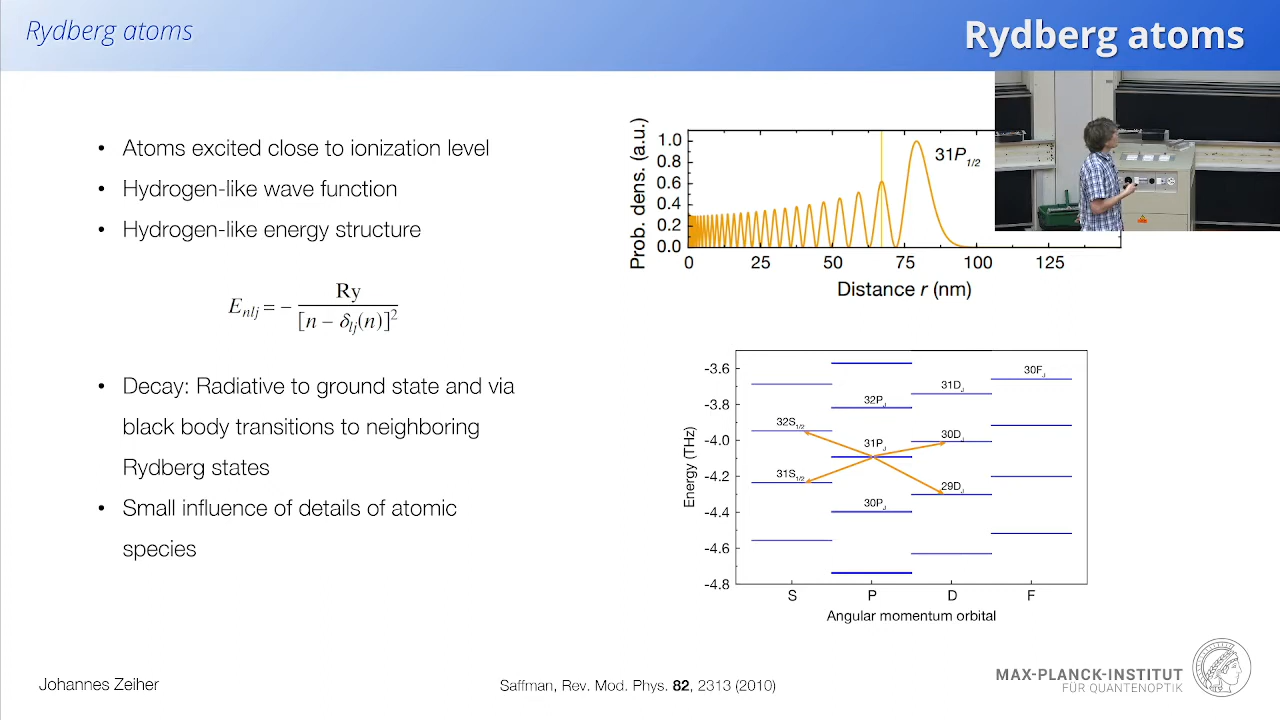 Rydberg atoms
Rydberg atoms
• Atoms excited close to ionization level
• Hydrogen-like wave function
• Hydrogen-like energy structure
E_nlj = − Ry / [n − δ_lj(n)]²
• Decay: Radiative to ground state and via
black body transitions to neighboring
Rydberg states
• Small influence of details of atomic
species
Prob. dens. (a.u.)
1.0
0.8
0.6
0.4
0.2
0.0
31P1/2
0 25 50 75 100 125
Distance r (nm)
Energy (THz)
-3.6
-3.8
-4.0
-4.2
-4.4
-4.6
-4.8
30FJ
31DJ
32PJ
32S1/2
30DJ
31PJ
31S1/2
29DJ
30PJ
S P D F
Angular momentum orbital
Johannes Zeiher
Saffman, Rev. Mod. Phys. 82, 2313 (2010)
MAX-PLANCK-INSTITUT
FÜR QUANTENOPTIK